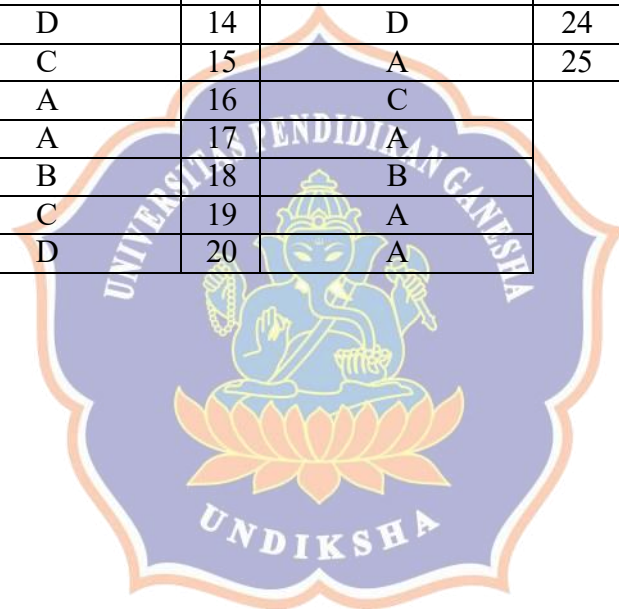 D 14 D 24
C 15 A 25
A 16 C
A 17 A
B 18 B
C 19 A
D 20 A
UNIVERSITAS PENDIDIKAN GANESHA
UNDIKSHA